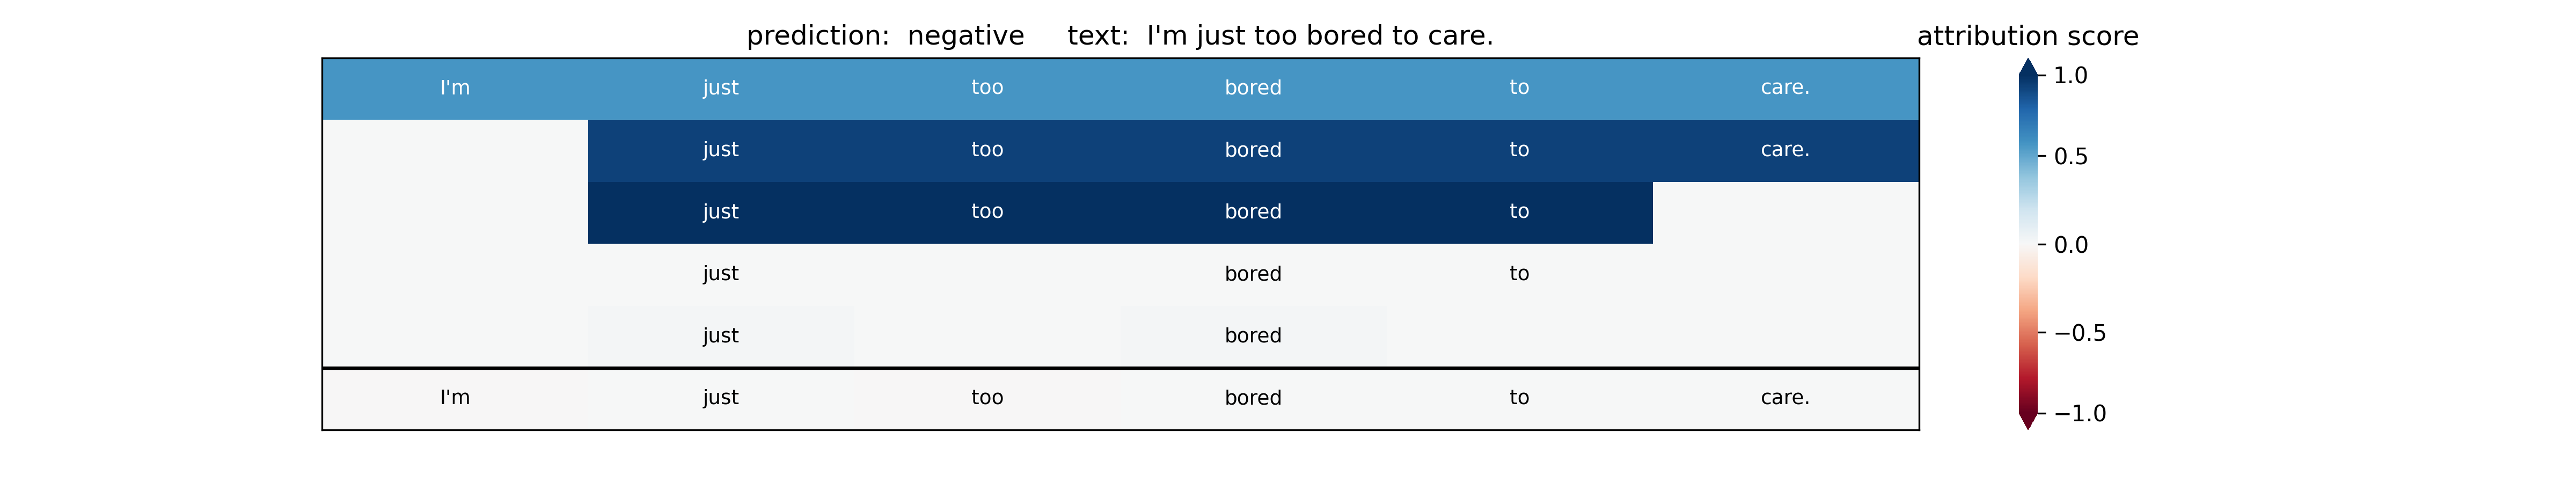 prediction:  negative     text:  I'm just too bored to care.
attribution score
I'm just too bored to care.
just too bored to care.
just too bored to
just bored to
just bored
I'm just too bored to care.
1.0
0.5
0.0
−0.5
−1.0